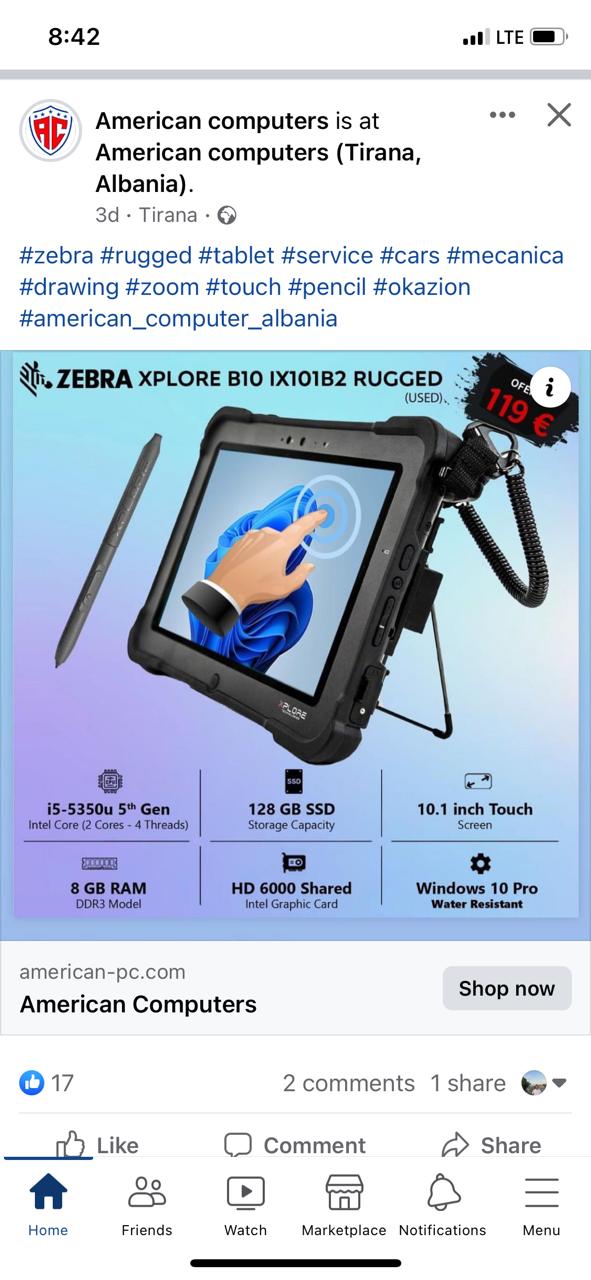 8:42
LTE
American computers is at
American computers (Tirana,
Albania).
3d · Tirana ·
#zebra #rugged #tablet #service #cars #mecanica
#drawing #zoom #touch #pencil #okazion
#american_computer_albania
ZEBRA XPLORE B10 IX101B2 RUGGED
(USED)
119 €
XPLORE
i5-5350u 5th Gen
Intel Core (2 Cores - 4 Threads)
SSD
128 GB SSD
Storage Capacity
10.1 inch Touch
Screen
8 GB RAM
DDR3 Model
HD 6000 Shared
Intel Graphic Card
Windows 10 Pro
Water Resistant
american-pc.com
American Computers
Shop now
17
2 comments 1 share
Like
Comment
Share
Home
Friends
Watch
Marketplace
Notifications
Menu